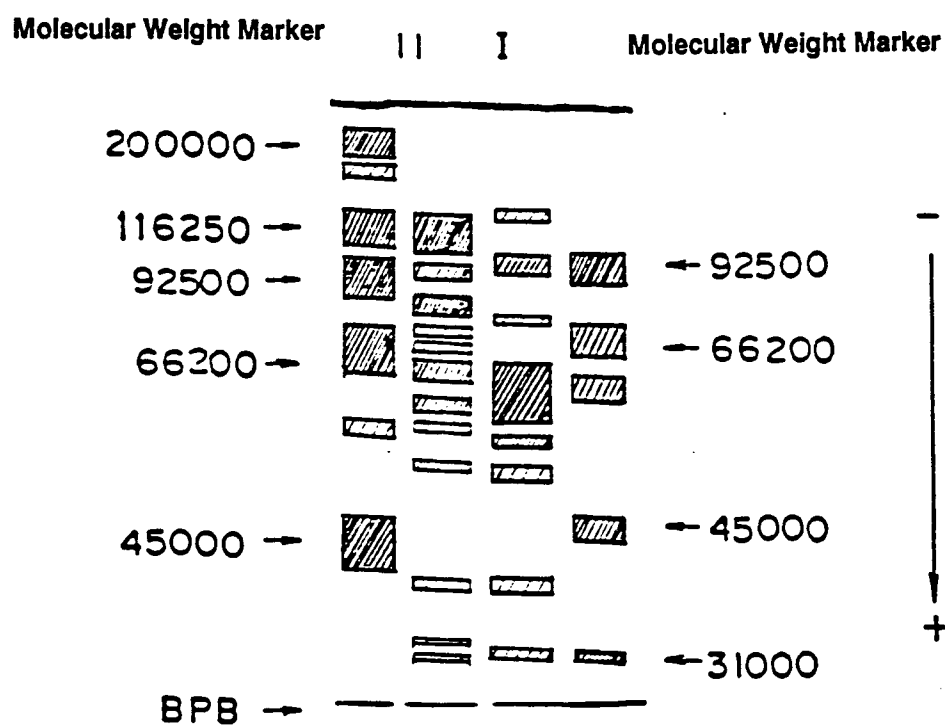 Molecular Weight Marker II I Molecular Weight Marker
200000 →
116250 → −
92500 → ← 92500
66200 → ← 66200
45000 → ← 45000
+
← 31000
BPB →